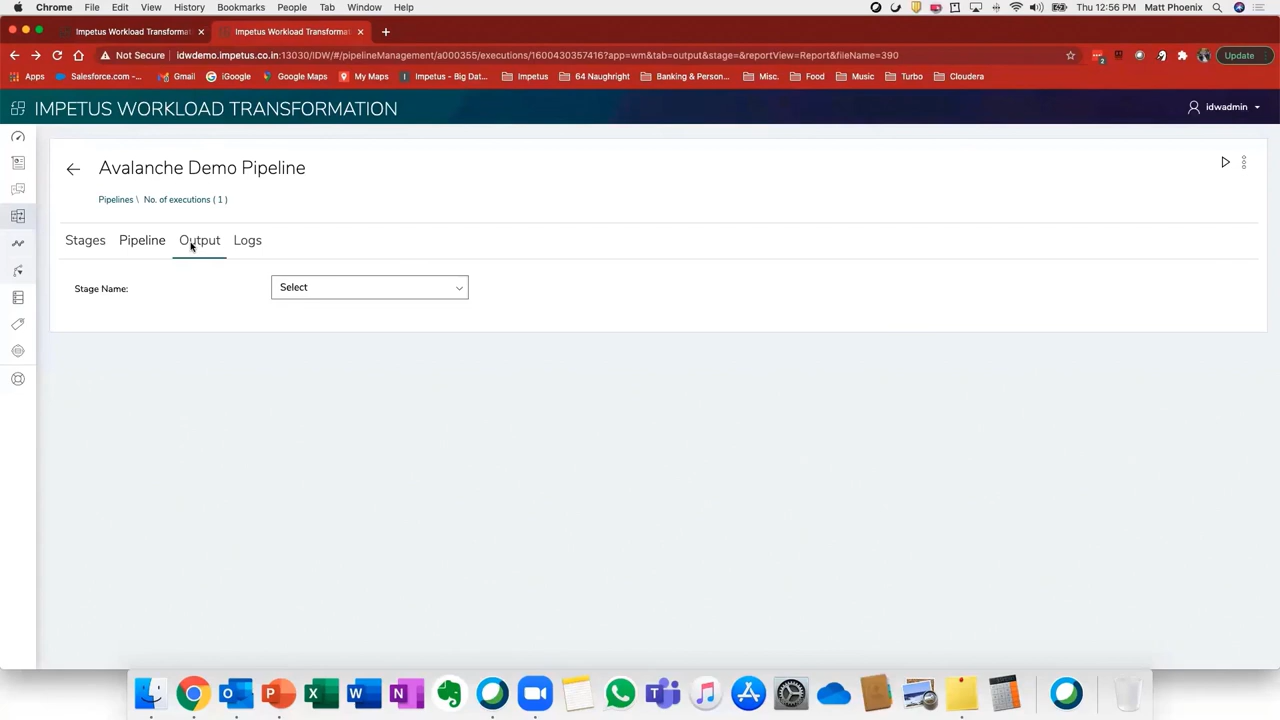 Chrome File Edit View History Bookmarks People Tab Window Help Thu 12:56 PM Matt Phoenix
Impetus Workload Transformat Impetus Workload Transformat
Not Secure idwdemo.impetus.co.in:13030/IDW/#/pipelineManagement/a000355/executions/1600430357416?app=wm&tab=output&stage=&reportView=Report&fileName=390 Update
Apps Salesforce.com -... Gmail iGoogle Google Maps My Maps Impetus - Big Dat... Impetus 64 Naughright Banking & Person... Misc. Food Music Turbo Cloudera
IMPETUS WORKLOAD TRANSFORMATION idwadmin
Avalanche Demo Pipeline
Pipelines \ No. of executions ( 1 )
Stages Pipeline Output Logs
Stage Name: Select